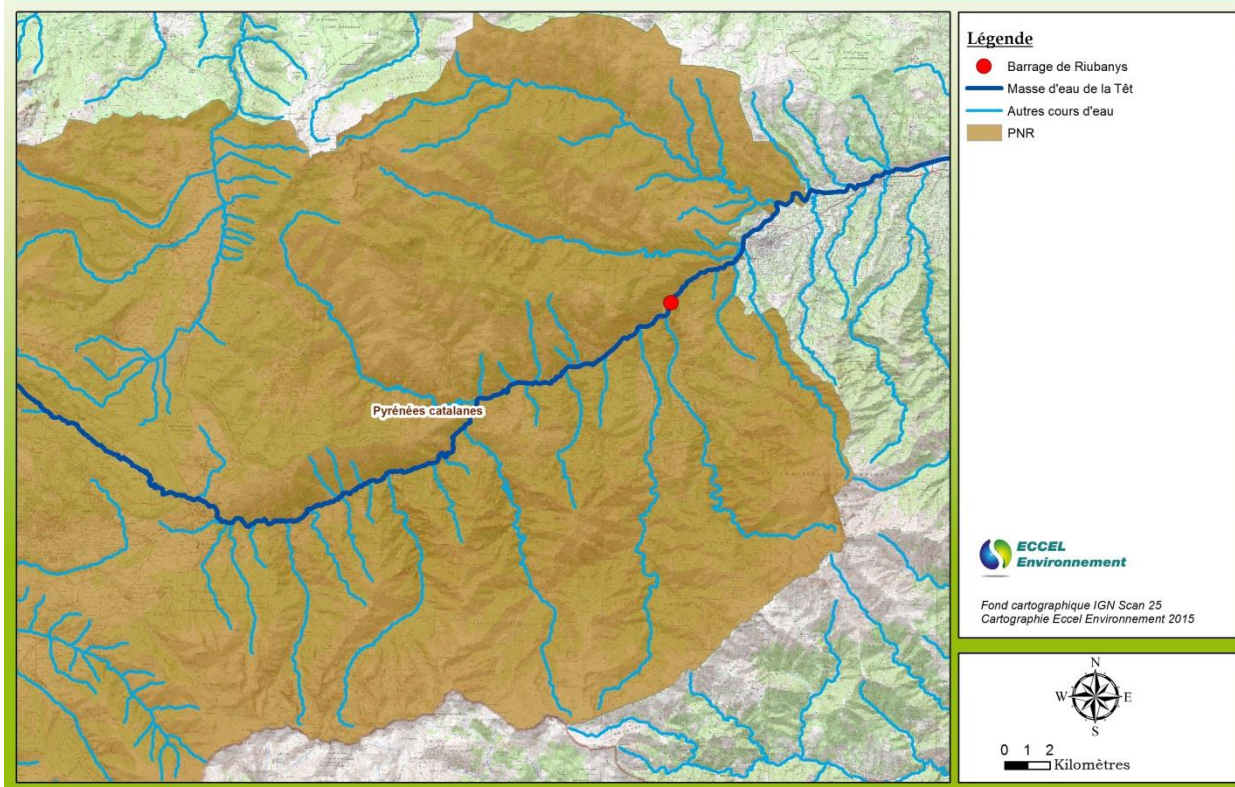 Pyrénées catalanes
Légende
Barrage de Riubanys
Masse d'eau de la Têt
Autres cours d'eau
PNR
ECCEL
Environnement
Fond cartographique IGN Scan 25
Cartographie Eccel Environnement 2015
N
W E
S
0 1 2
Kilomètres